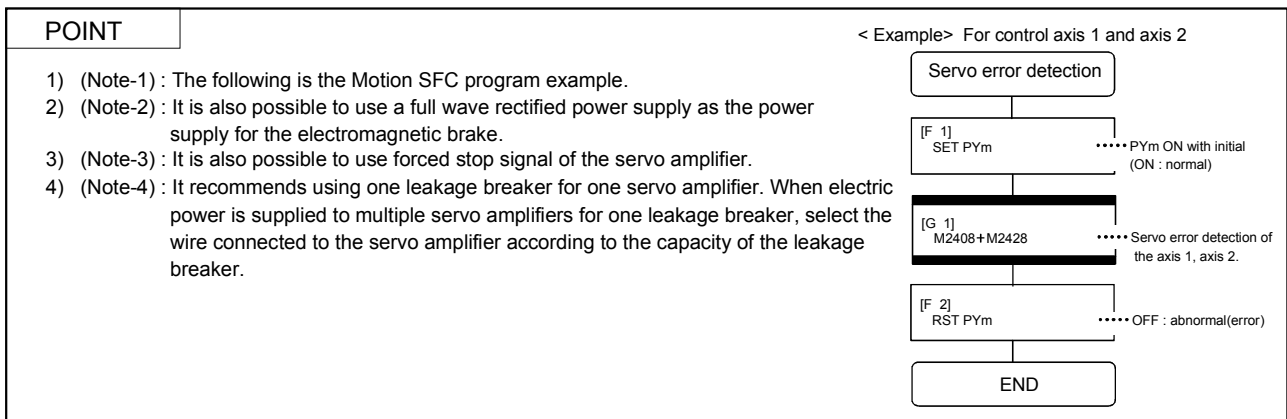 POINT
1) (Note-1) : The following is the Motion SFC program example.
2) (Note-2) : It is also possible to use a full wave rectified power supply as the power
supply for the electromagnetic brake.
3) (Note-3) : It is also possible to use forced stop signal of the servo amplifier.
4) (Note-4) : It recommends using one leakage breaker for one servo amplifier. When electric
power is supplied to multiple servo amplifiers for one leakage breaker, select the
wire connected to the servo amplifier according to the capacity of the leakage
breaker.
< Example> For control axis 1 and axis 2
Servo error detection
[F 1]
SET PYm
PYm ON with initial
(ON : normal)
[G 1]
M2408+M2428
Servo error detection of
the axis 1, axis 2.
[F 2]
RST PYm
OFF : abnormal(error)
END